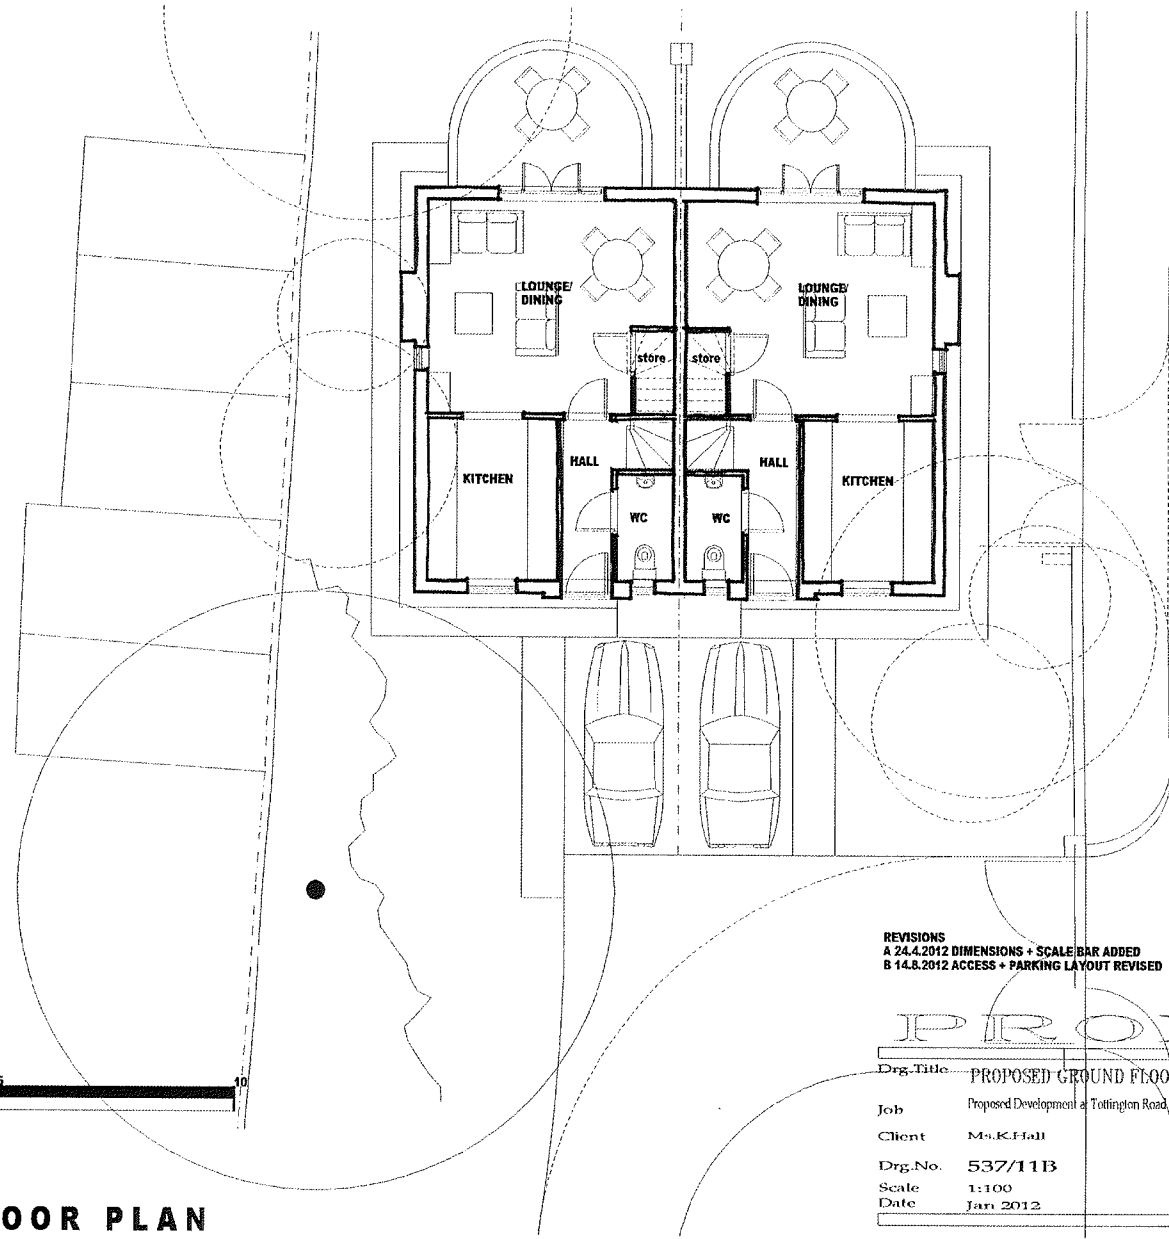 LOUNGE/
DINING
LOUNGE/
DINING
store
store
HALL
HALL
KITCHEN
KITCHEN
WC
WC
REVISIONS
A 24.4.2012 DIMENSIONS + SCALE BAR ADDED
B 14.8.2012 ACCESS + PARKING LAYOUT REVISED
PRO
Drg.Title PROPOSED GROUND FLOO
Job Proposed Development at Tottington Road,
Client Ms.K.Hall
Drg.No. 537/11B
Scale 1:100
Date Jan 2012
10
OOR PLAN